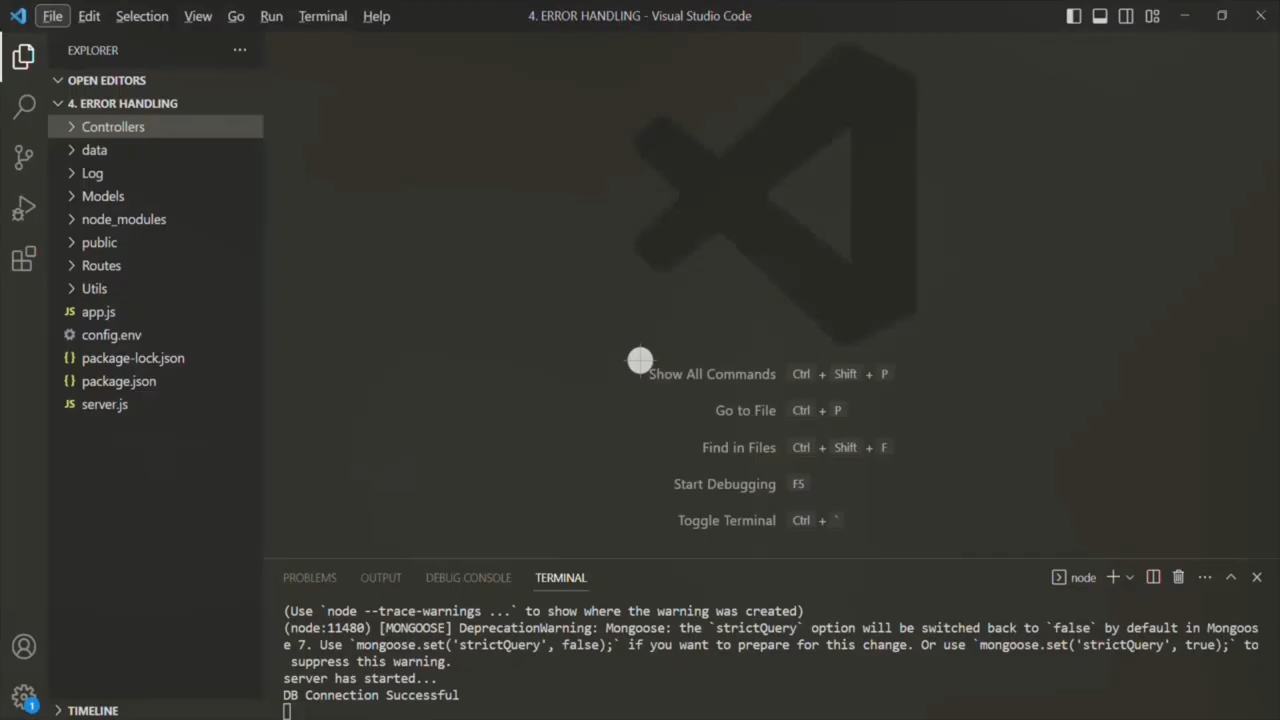 File Edit Selection View Go Run Terminal Help 4. ERROR HANDLING - Visual Studio Code
EXPLORER
OPEN EDITORS
4. ERROR HANDLING
Controllers
data
Log
Models
node_modules
public
Routes
Utils
JS app.js
config.env
{} package-lock.json
{} package.json
JS server.js
TIMELINE
1
Show All Commands Ctrl + Shift + P
Go to File Ctrl + P
Find in Files Ctrl + Shift + F
Start Debugging F5
Toggle Terminal Ctrl + `
PROBLEMS OUTPUT DEBUG CONSOLE TERMINAL node
(Use `node --trace-warnings ...` to show where the warning was created)
(node:11480) [MONGOOSE] DeprecationWarning: Mongoose: the `strictQuery` option will be switched back to `false` by default in Mongoos
e 7. Use `mongoose.set('strictQuery', false);` if you want to prepare for this change. Or use `mongoose.set('strictQuery', true);` to
suppress this warning.
server has started...
DB Connection Successful